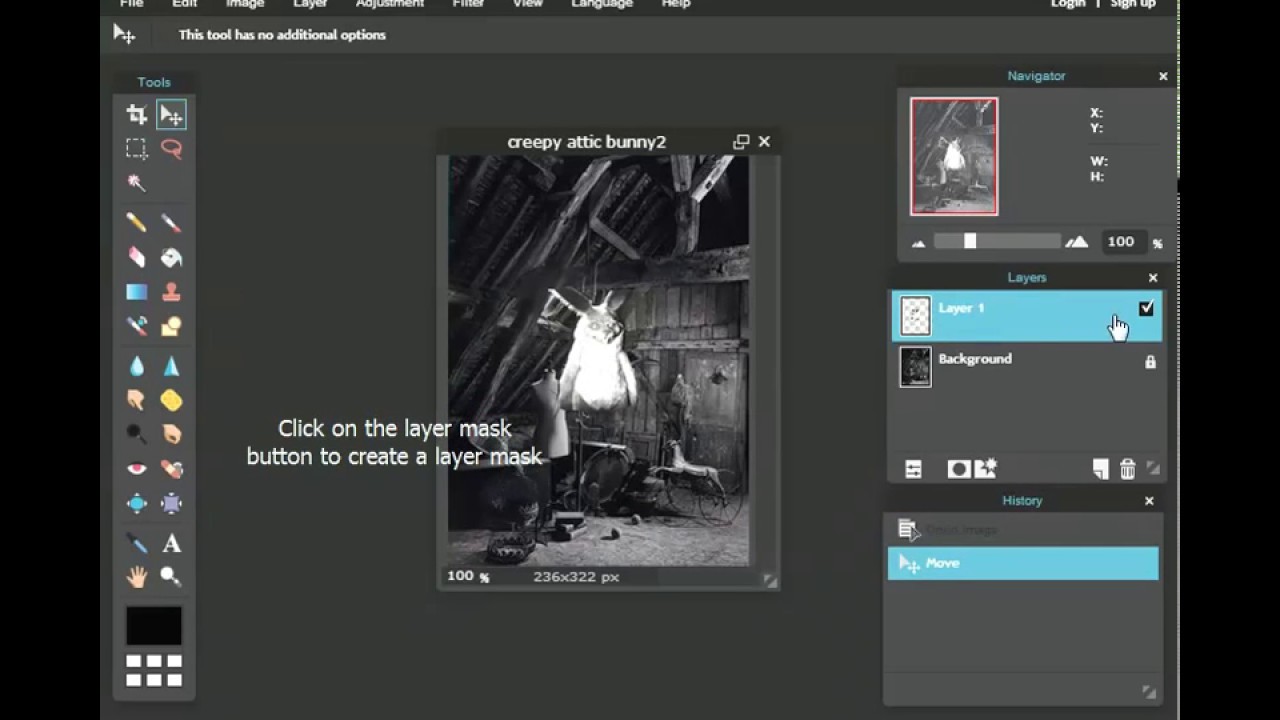 File Edit Image Layer Adjustment Filter View Language Help Login | Sign up
This tool has no additional options
Tools
Navigator
X:
Y:
W:
H:
100 %
creepy attic bunny2
100 % 236x322 px
Click on the layer mask
button to create a layer mask
Layers
Layer 1
Background
History
Open image
Move